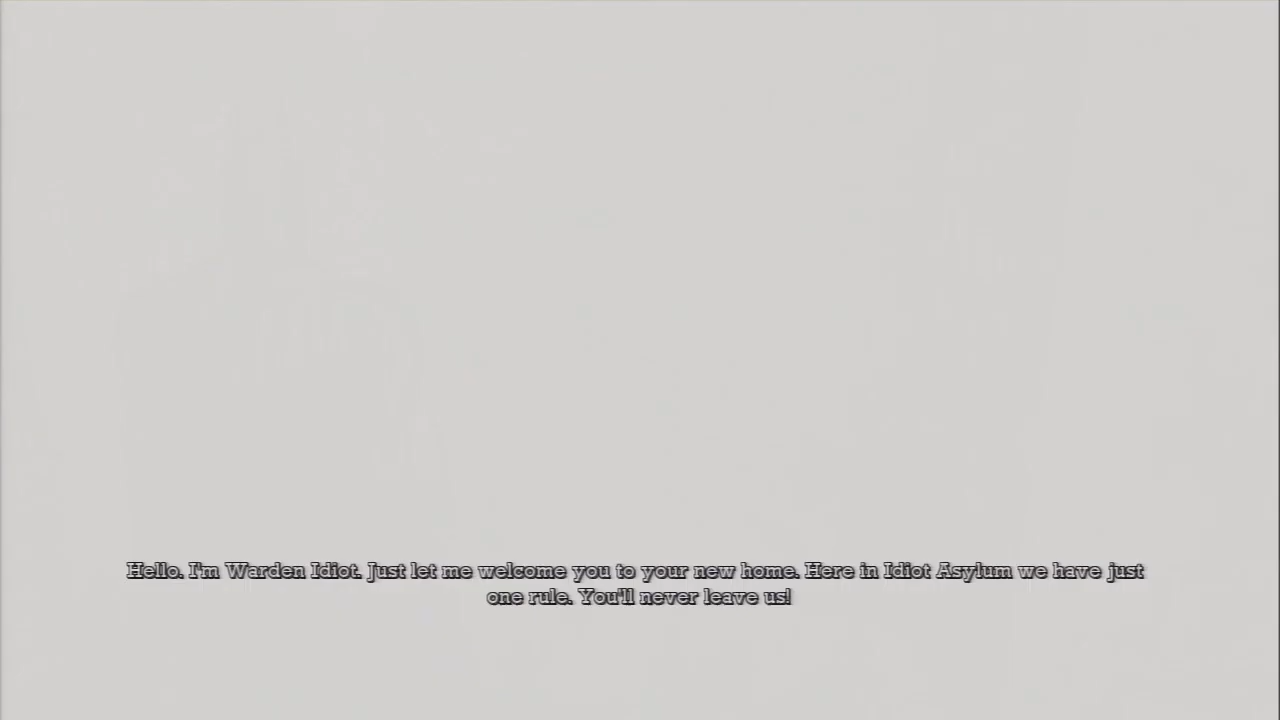 Hello. I'm Warden Idiot. Just let me welcome you to your new home. Here in Idiot Asylum we have just
one rule. You'll never leave us!